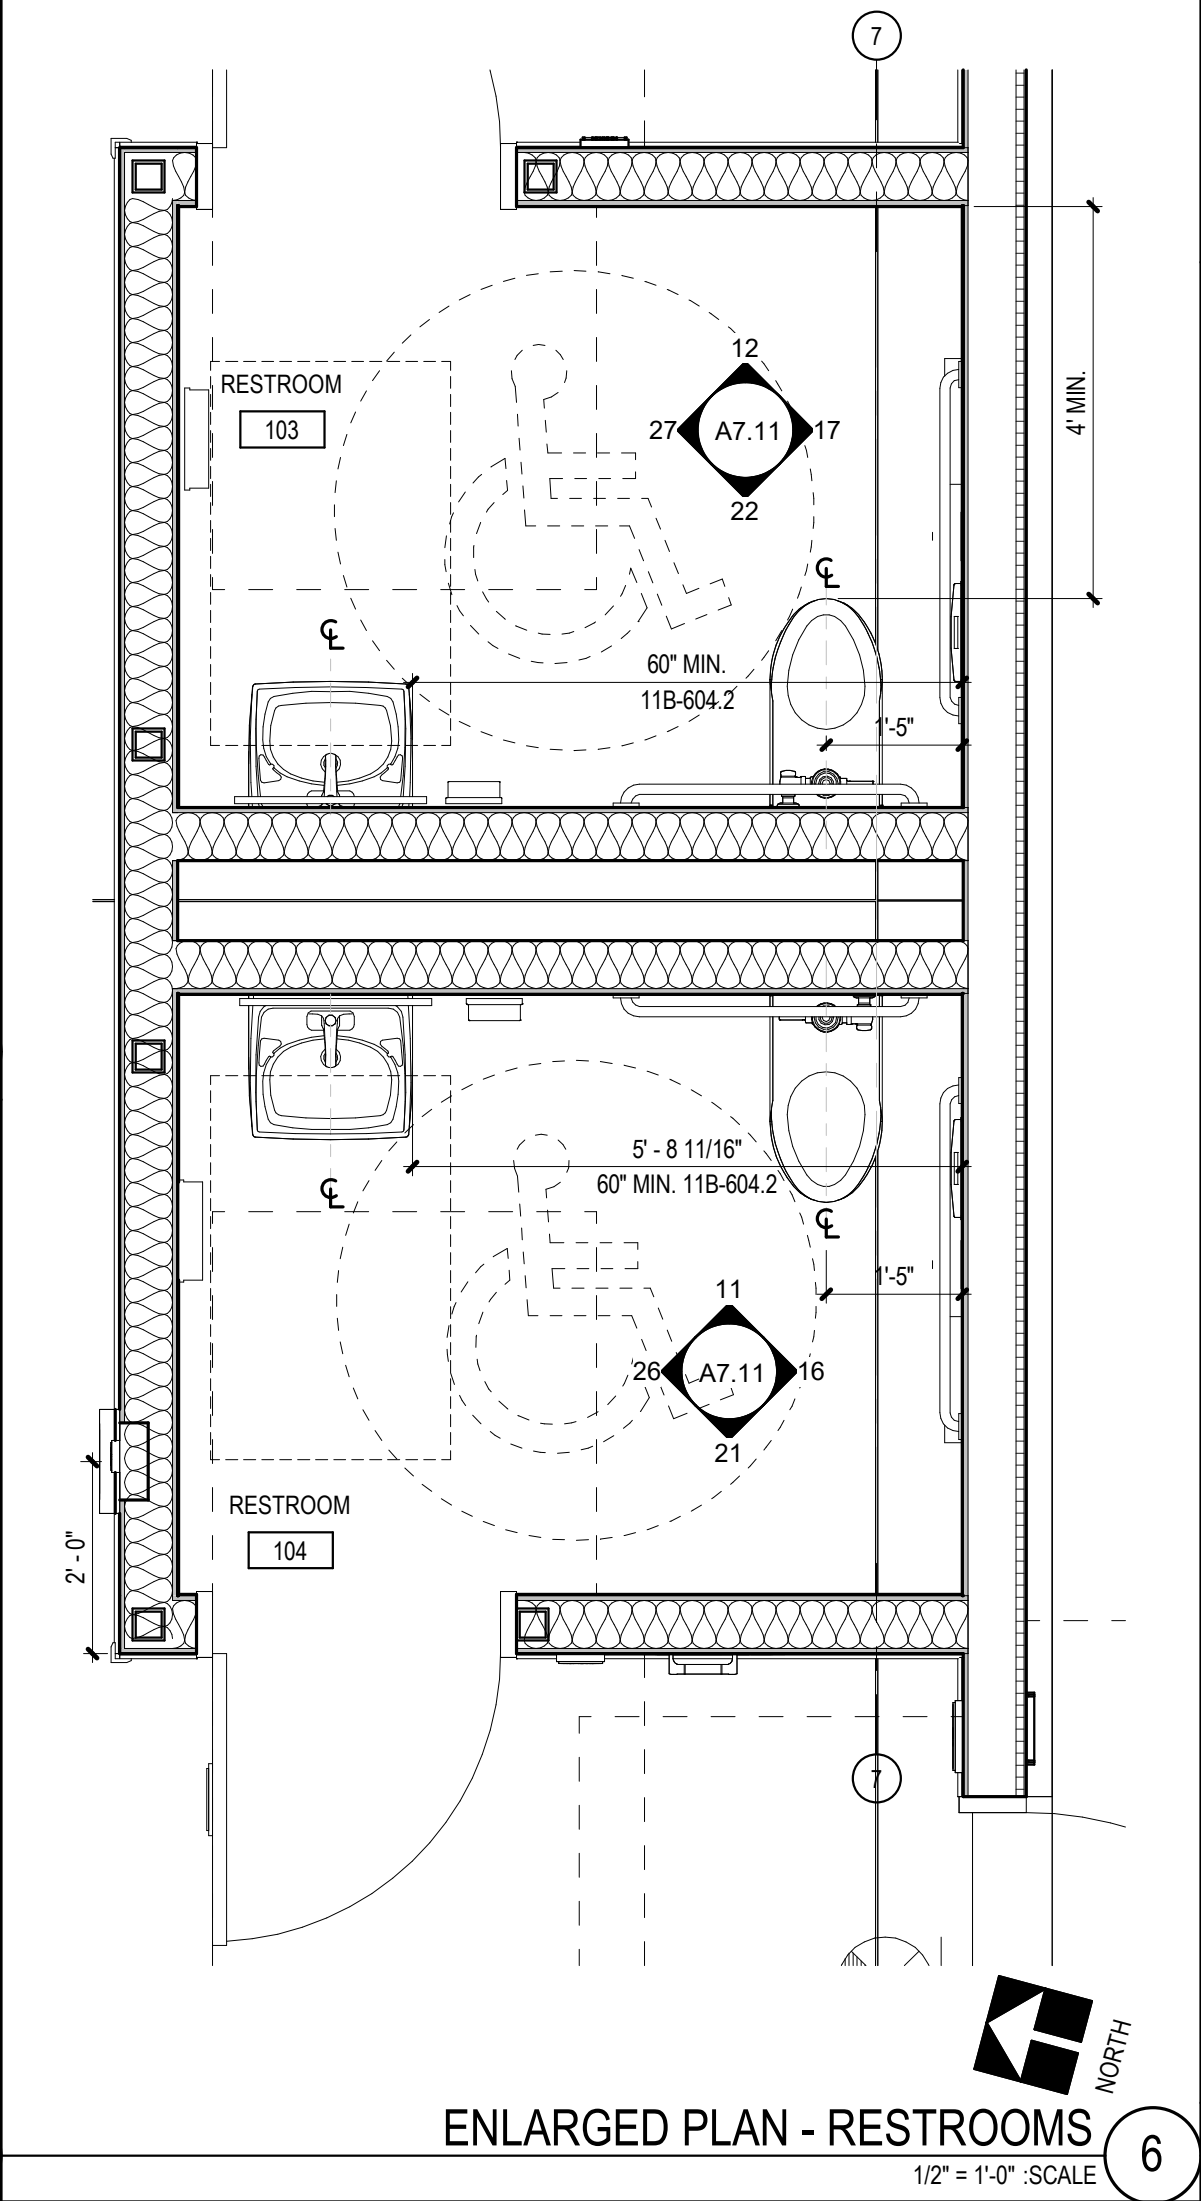 7
12
RESTROOM
103
27
A7.11
17
4' MIN.
22
℄
℄
60" MIN.
11B-604.2
1'-5"
5' - 8 11/16"
60" MIN. 11B-604.2
℄
℄
1'-5"
11
26
A7.11
16
21
RESTROOM
104
2' - 0"
7
NORTH
ENLARGED PLAN - RESTROOMS
6
1/2" = 1'-0" :SCALE